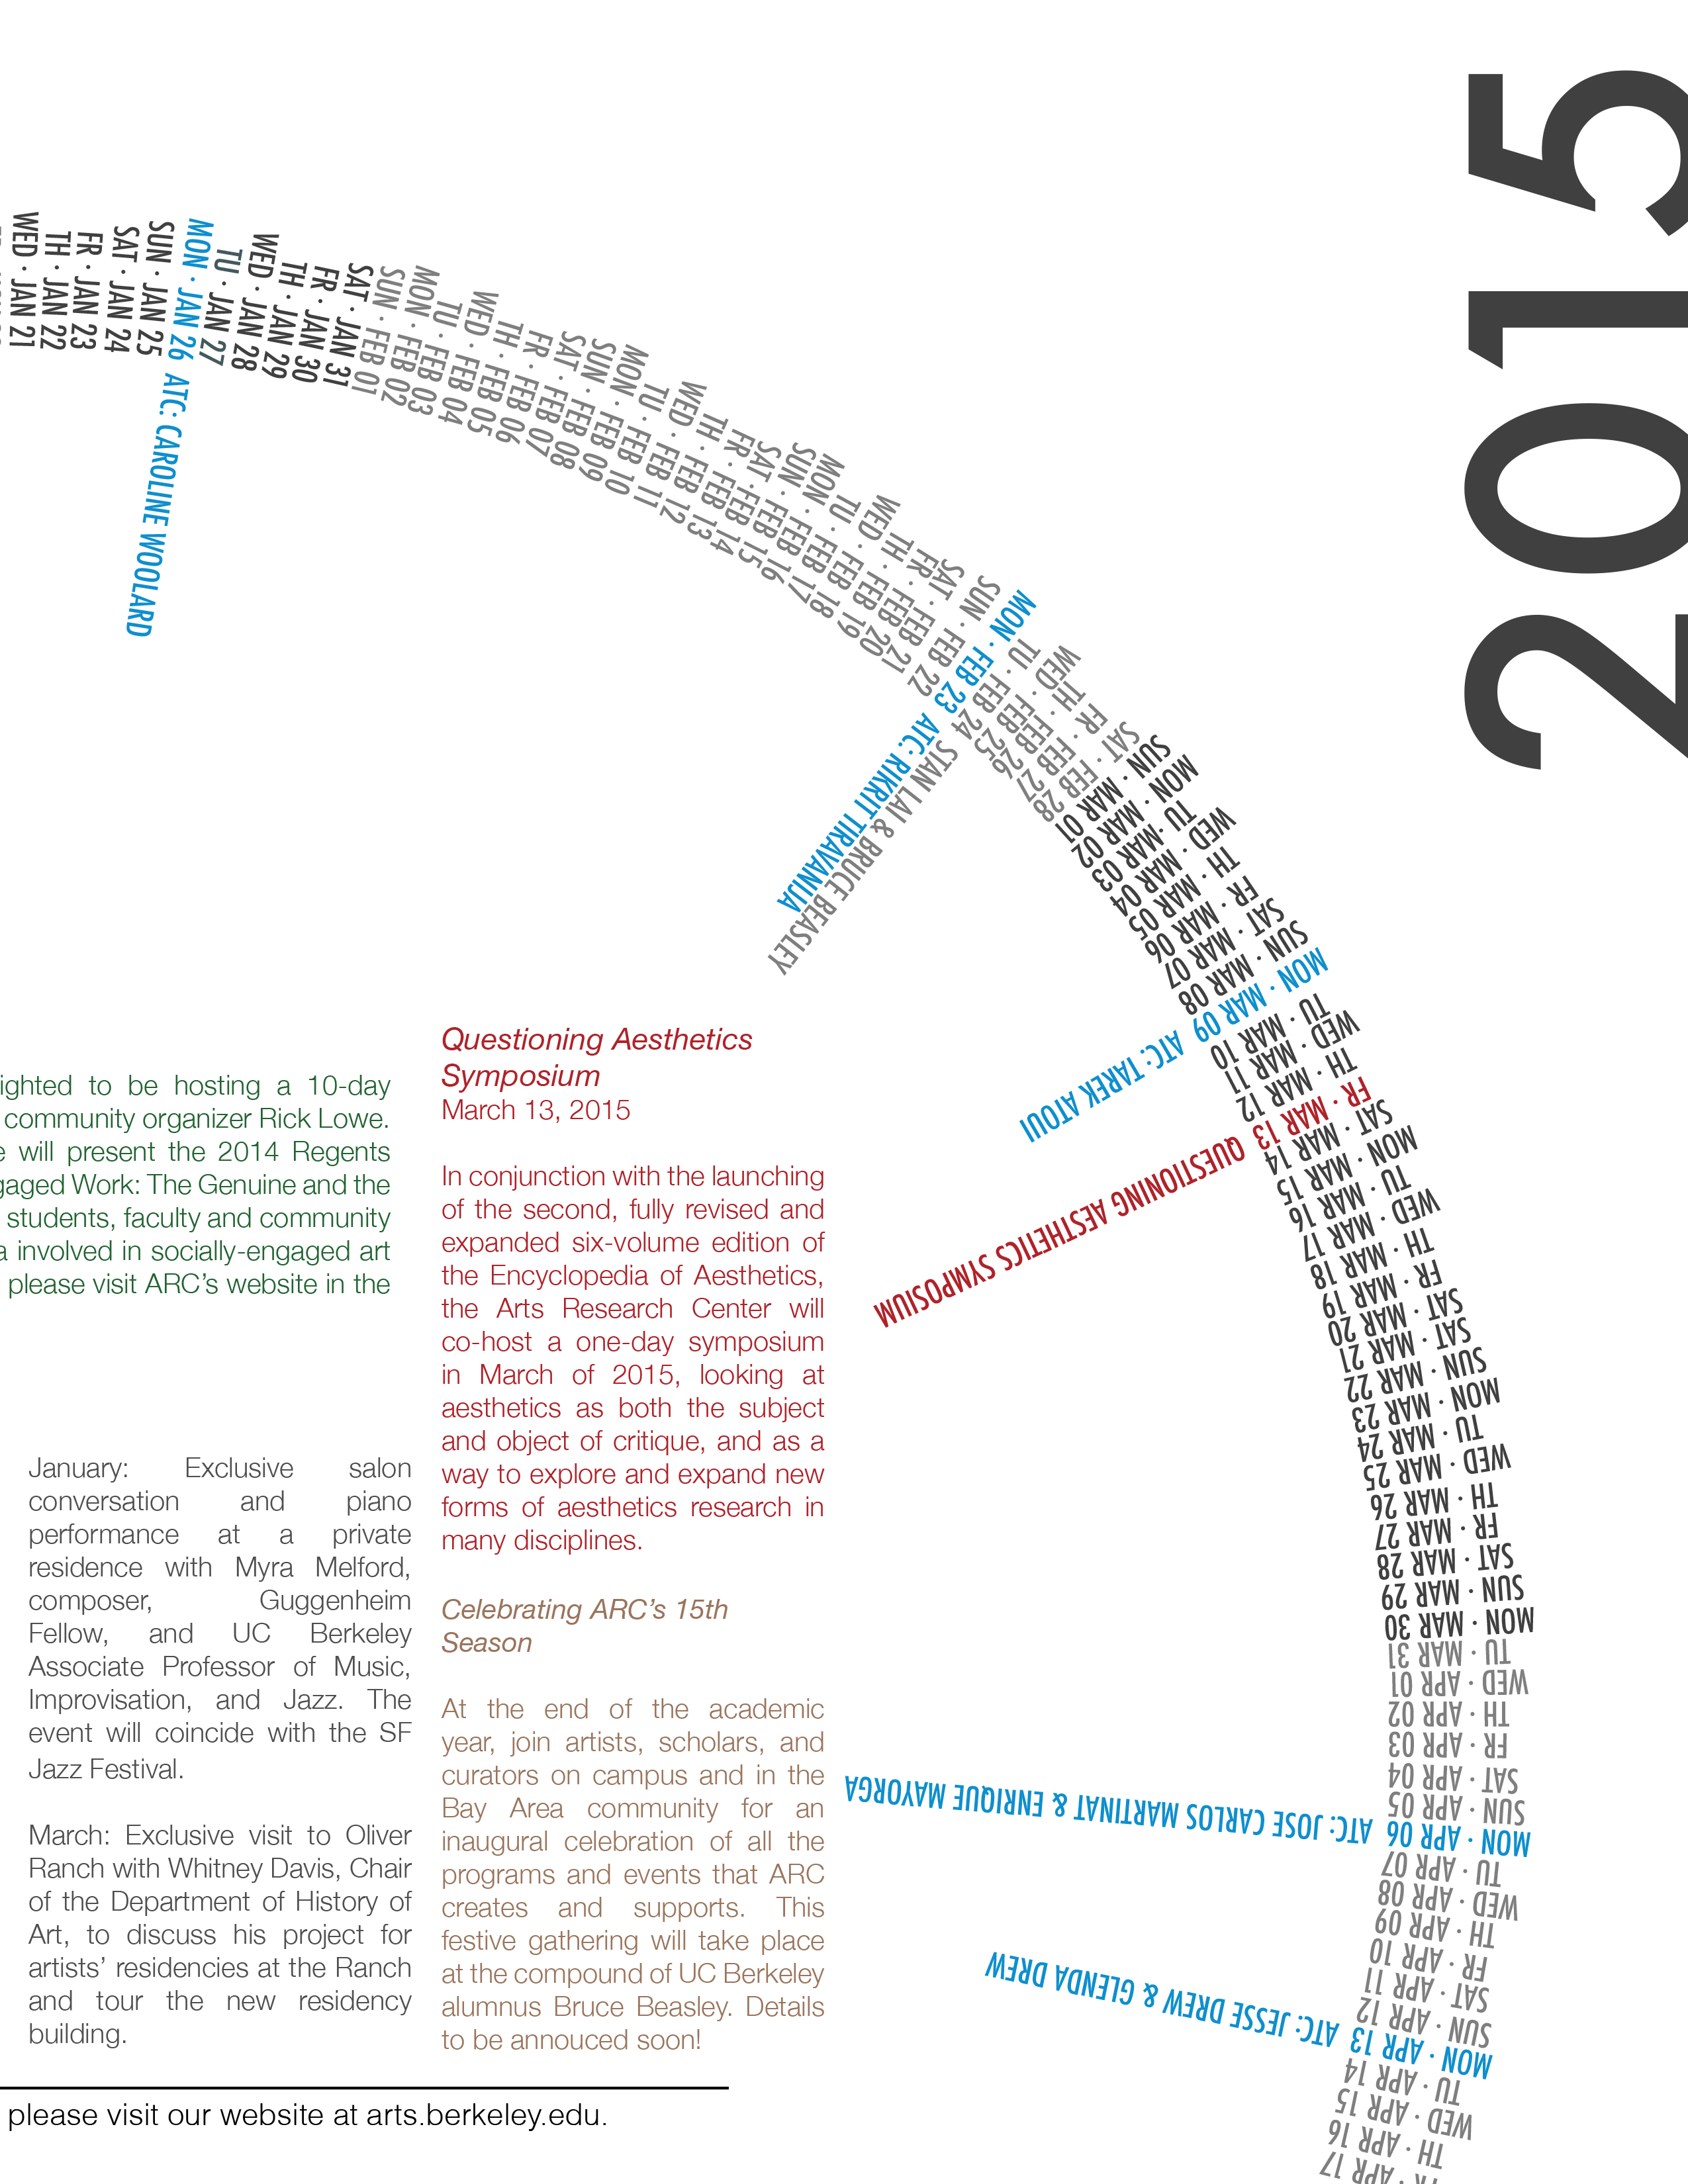 2015
WED · JAN 21
TH · JAN 22
FR · JAN 23
SAT · JAN 24
SUN · JAN 25
MON · JAN 26 ATC: CAROLINE WOOLARD
TU · JAN 27
WED · JAN 28
TH · JAN 29
FR · JAN 30
SAT · JAN 31
SUN · FEB 01
MON · FEB 02
TU · FEB 03
WED · FEB 04
TH · FEB 05
FR · FEB 06
SAT · FEB 07
SUN · FEB 08
MON · FEB 09
TU · FEB 10
WED · FEB 11
TH · FEB 12
FR · FEB 13
SAT · FEB 14
SUN · FEB 15
MON · FEB 16
TU · FEB 17
WED · FEB 18
TH · FEB 19
FR · FEB 20
SAT · FEB 21
SUN · FEB 22
MON · FEB 23 ATC: RIKRIT TIRAVANIJA
STAN LAI & BRUCE BEASLEY
TU · FEB 24
WED · FEB 25
TH · FEB 26
FR · FEB 27
SAT · FEB 28
SUN · MAR 01
MON · MAR 02
TU · MAR 03
WED · MAR 04
TH · MAR 05
FR · MAR 06
SAT · MAR 07
SUN · MAR 08
MON · MAR 09 ATC: TAREK ATOUI
TU · MAR 10
WED · MAR 11
TH · MAR 12
FR · MAR 13 QUESTIONING AESTHETICS SYMPOSIUM
SAT · MAR 14
MON · MAR 15
TU · MAR 16
WED · MAR 17
TH · MAR 18
FR · MAR 19
SAT · MAR 20
SAT · MAR 21
SUN · MAR 22
MON · MAR 23
TU · MAR 24
WED · MAR 25
TH · MAR 26
FR · MAR 27
SAT · MAR 28
SUN · MAR 29
MON · MAR 30
TU · MAR 31
WED · APR 01
TH · APR 02
FR · APR 03
SAT · APR 04
SUN · APR 05
MON · APR 06 ATC: JOSE CARLOS MARTINAT & ENRIQUE MAYORGA
TU · APR 07
WED · APR 08
TH · APR 09
FR · APR 10
SAT · APR 11
SUN · APR 12
MON · APR 13 ATC: JESSE DREW & GLENDA DREW
TU · APR 14
WED · APR 15
TH · APR 16
FR · APR 17
ighted to be hosting a 10-day
community organizer Rick Lowe.
e will present the 2014 Regents
gaged Work: The Genuine and the
students, faculty and community
a involved in socially-engaged art
please visit ARC's website in the
January: Exclusive salon
conversation and piano
performance at a private
residence with Myra Melford,
composer, Guggenheim
Fellow, and UC Berkeley
Associate Professor of Music,
Improvisation, and Jazz. The
event will coincide with the SF
Jazz Festival.
March: Exclusive visit to Oliver
Ranch with Whitney Davis, Chair
of the Department of History of
Art, to discuss his project for
artists' residencies at the Ranch
and tour the new residency
building.
Questioning Aesthetics
Symposium
March 13, 2015
In conjunction with the launching
of the second, fully revised and
expanded six-volume edition of
the Encyclopedia of Aesthetics,
the Arts Research Center will
co-host a one-day symposium
in March of 2015, looking at
aesthetics as both the subject
and object of critique, and as a
way to explore and expand new
forms of aesthetics research in
many disciplines.
Celebrating ARC's 15th
Season
At the end of the academic
year, join artists, scholars, and
curators on campus and in the
Bay Area community for an
inaugural celebration of all the
programs and events that ARC
creates and supports. This
festive gathering will take place
at the compound of UC Berkeley
alumnus Bruce Beasley. Details
to be annouced soon!
please visit our website at arts.berkeley.edu.